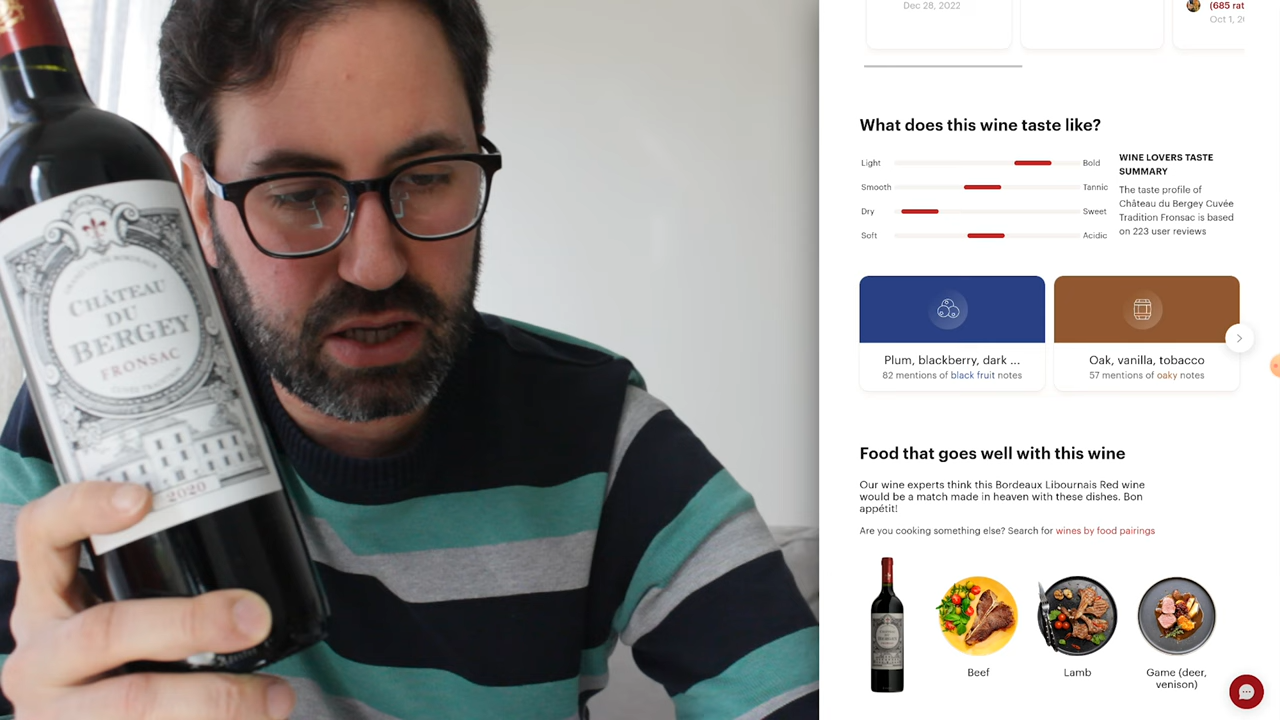 CHÂTEAU
DU
BERGEY
FRONSAC
2020
Dec 28, 2022
(685 rat
Oct 1, 2
What does this wine taste like?
Light
Bold
Smooth
Tannic
Dry
Sweet
Soft
Acidic
WINE LOVERS TASTE
SUMMARY
The taste profile of
Château du Bergey Cuvée
Tradition Fronsac is based
on 223 user reviews
Plum, blackberry, dark ...
82 mentions of black fruit notes
Oak, vanilla, tobacco
57 mentions of oaky notes
Food that goes well with this wine
Our wine experts think this Bordeaux Libournais Red wine
would be a match made in heaven with these dishes. Bon
appétit!
Are you cooking something else? Search for wines by food pairings
Beef
Lamb
Game (deer,
venison)